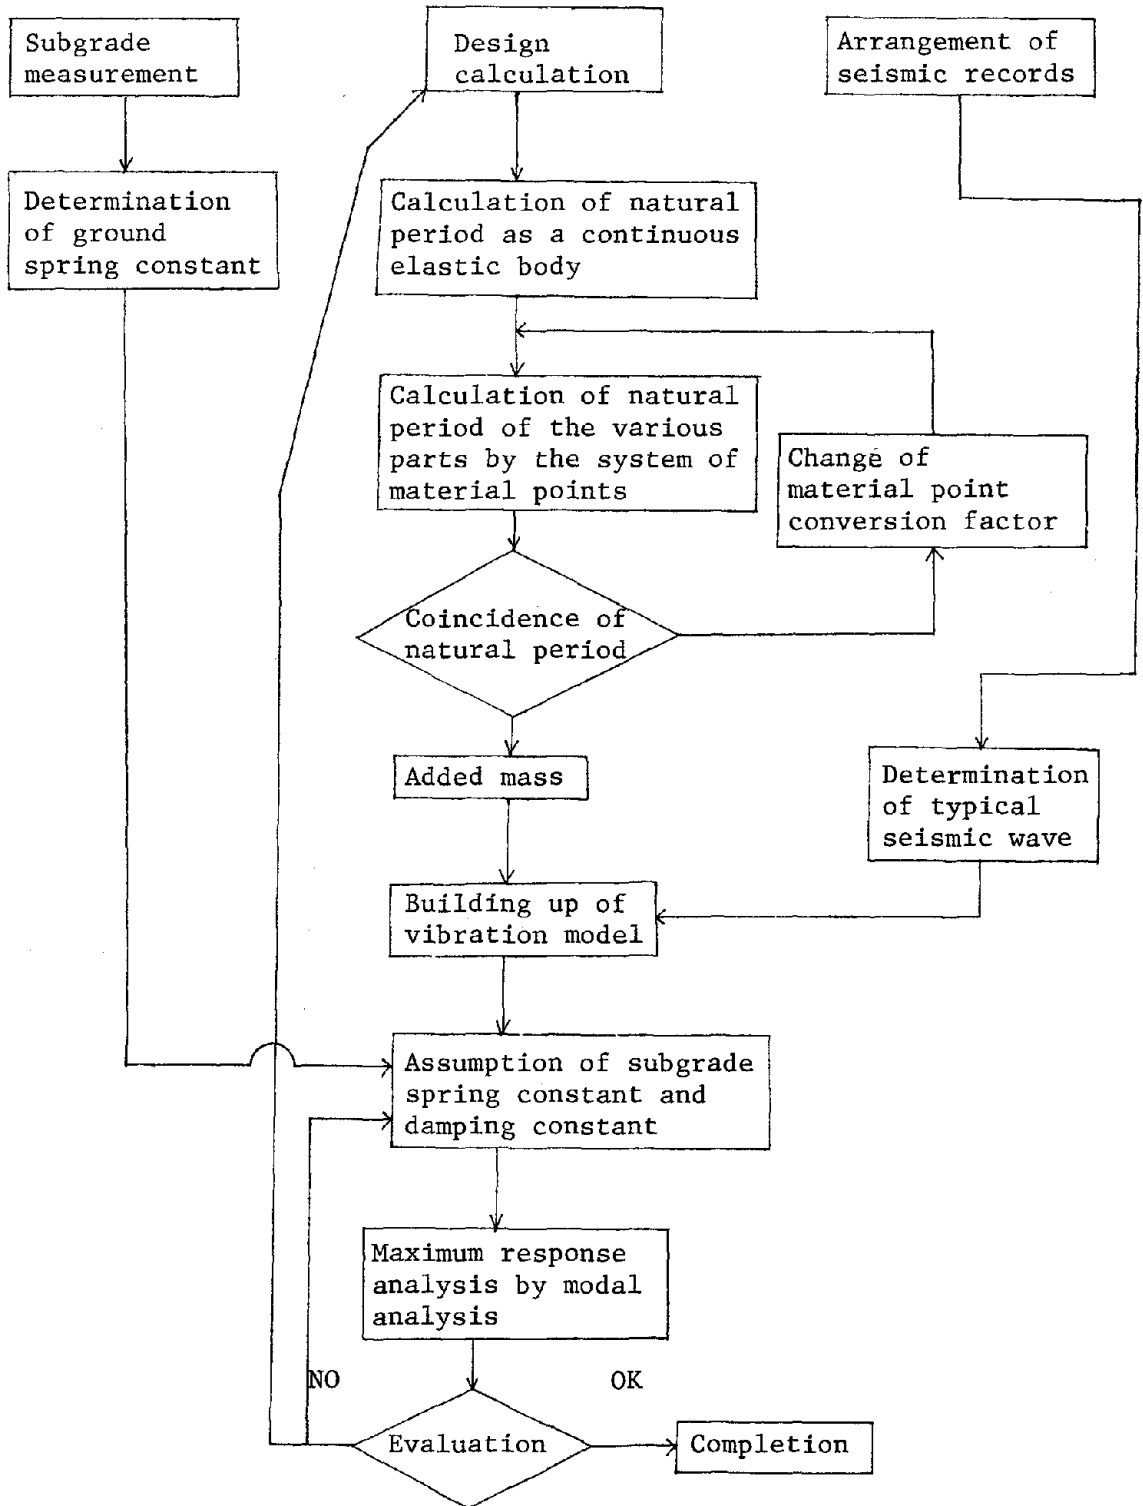 Subgrade
measurement
Design
calculation
Arrangement of
seismic records
Determination
of ground
spring constant
Calculation of natural
period as a continuous
elastic body
Calculation of natural
period of the various
parts by the system of
material points
Change of
material point
conversion factor
Coincidence of
natural period
Added mass
Determination
of typical
seismic wave
Building up of
vibration model
Assumption of subgrade
spring constant and
damping constant
Maximum response
analysis by modal
analysis
NO
OK
Evaluation
Completion